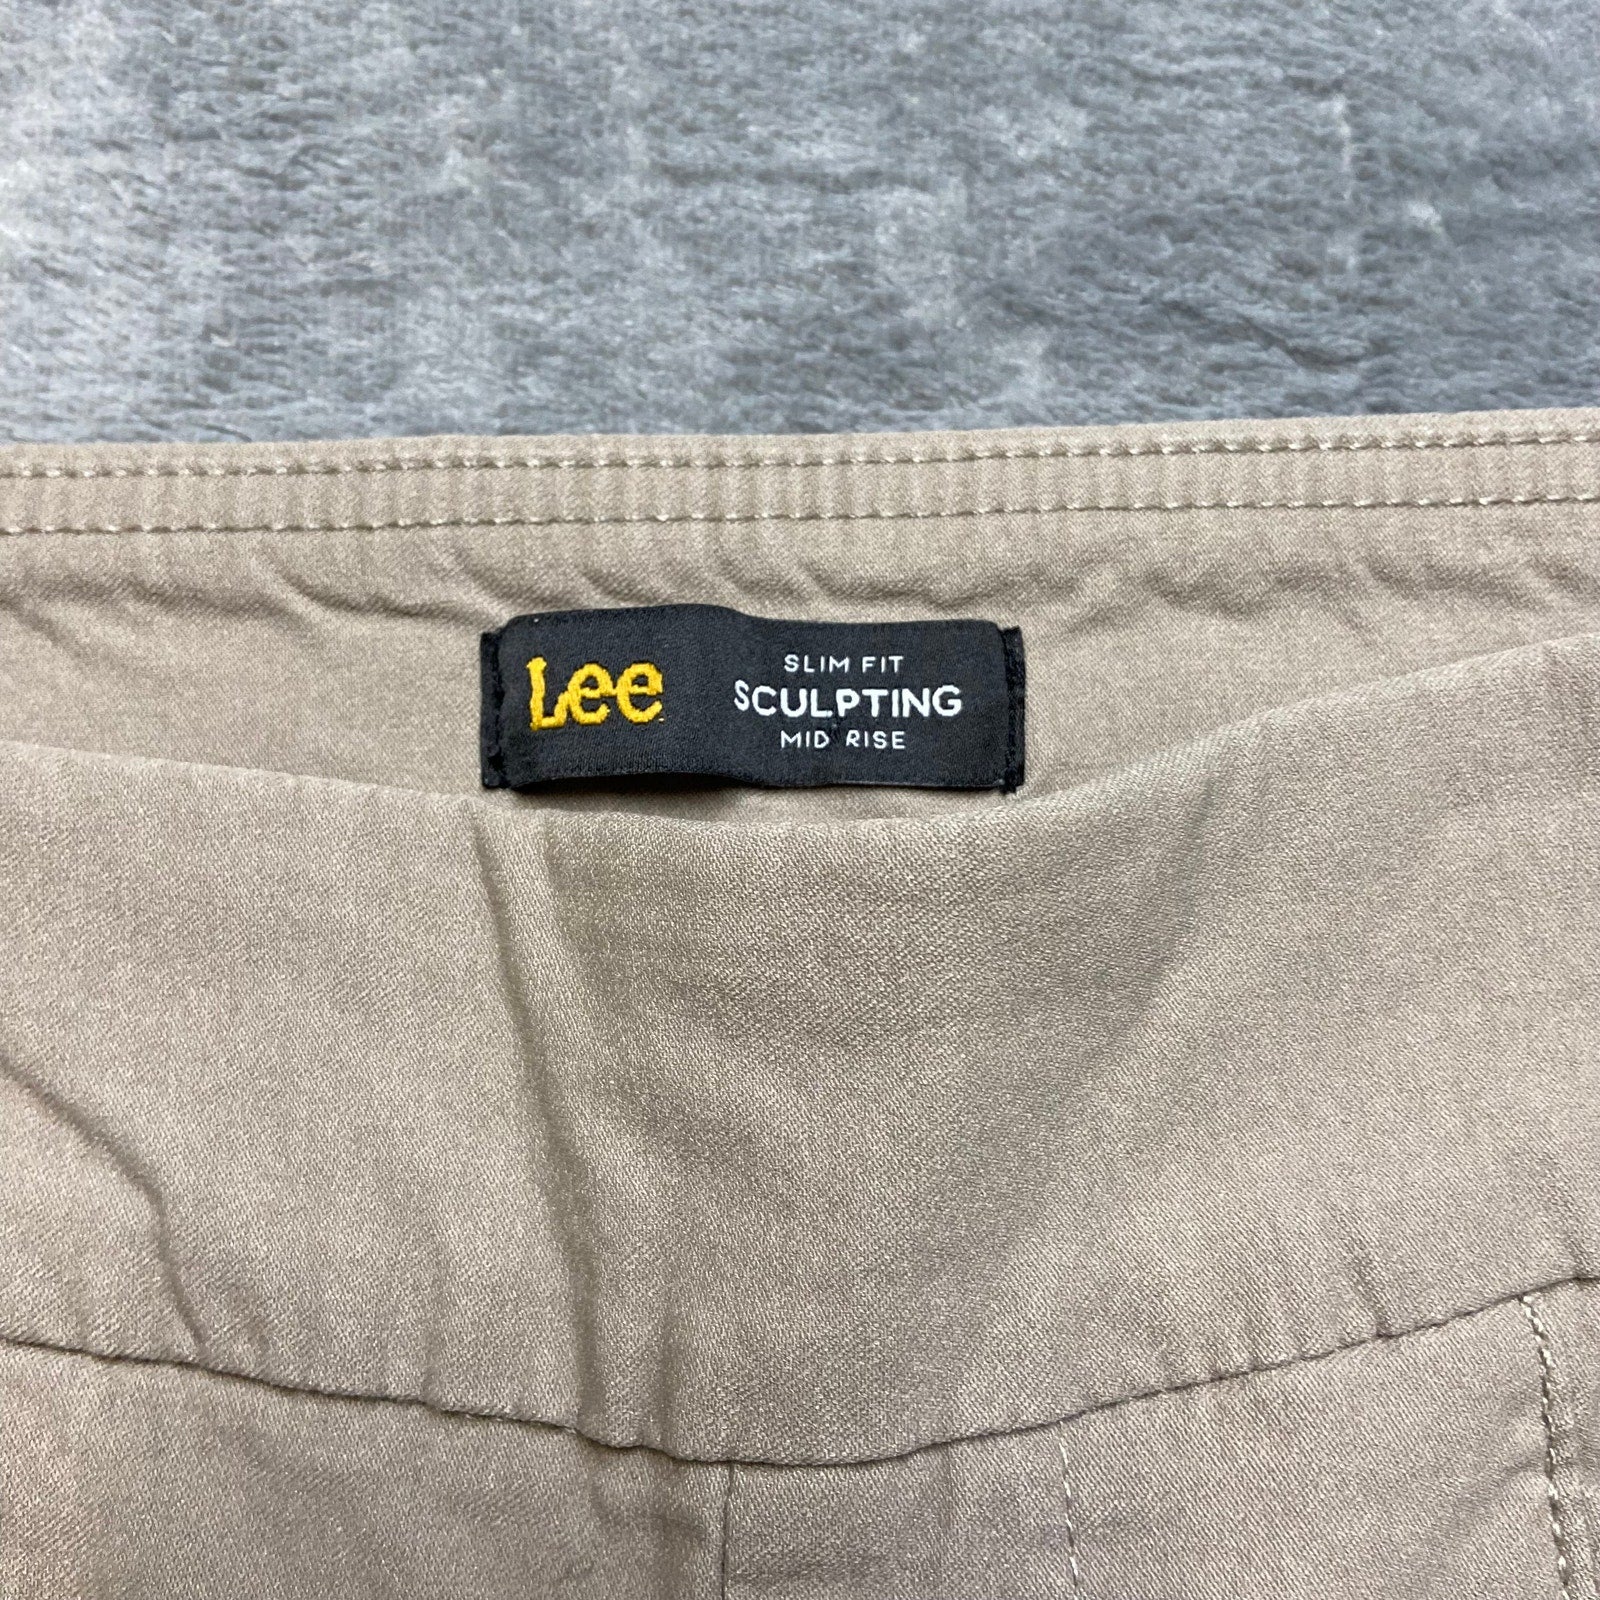 Lee
SLIM FIT
SCULPTING
MID RISE